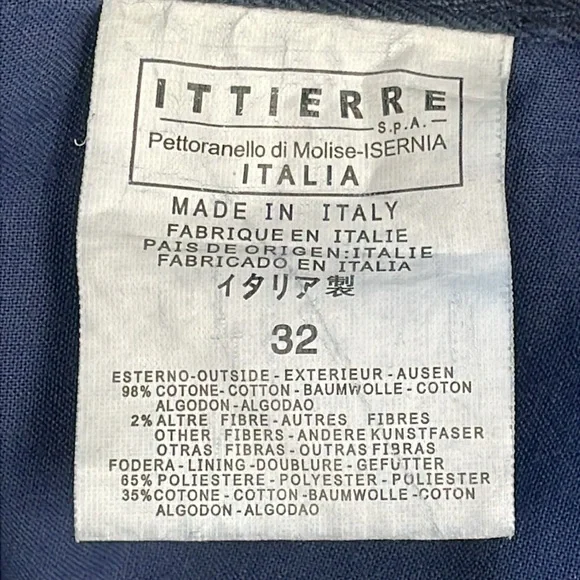 ITTIERRE
S.p.A.
Pettoranello di Molise-ISERNIA
ITALIA
MADE IN ITALY
FABRIQUE EN ITALIE
PAIS DE ORIGEN:ITALIE
FABRICADO EN ITALIA
イタリア製
32
ESTERNO-OUTSIDE-EXTERIEUR-AUSEN
98% COTONE-COTTON-BAUMWOLLE-COTON
ALGODON-ALGODAO
2% ALTRE FIBRE-AUTRES FIBRES
OTHER FIBERS-ANDERE KUNSTFASER
OTRAS FIBRAS-OUTRAS FIBRAS
FODERA-LINING-DOUBLURE-GEFÜTTER
65% POLIESTERE-POLYESTER-PULIESTER
35% COTONE-COTTON-BAUMWOLLE-COTON
ALGODON-ALGODAO